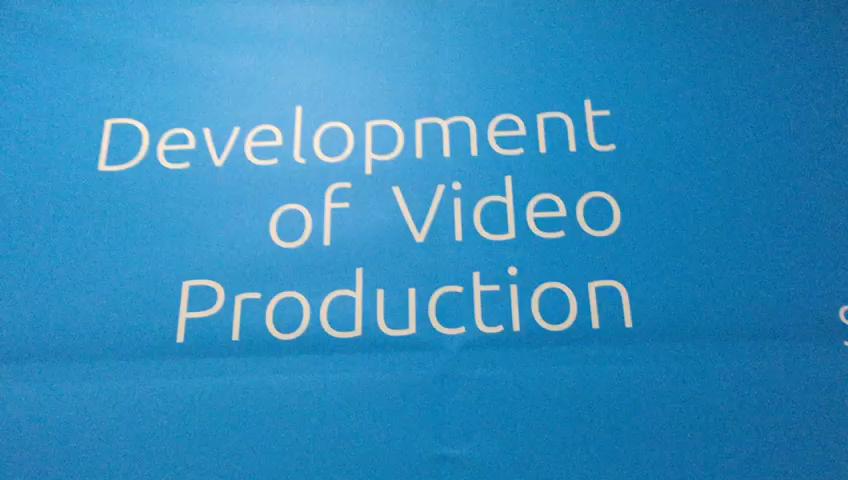 Development
of Video
Production